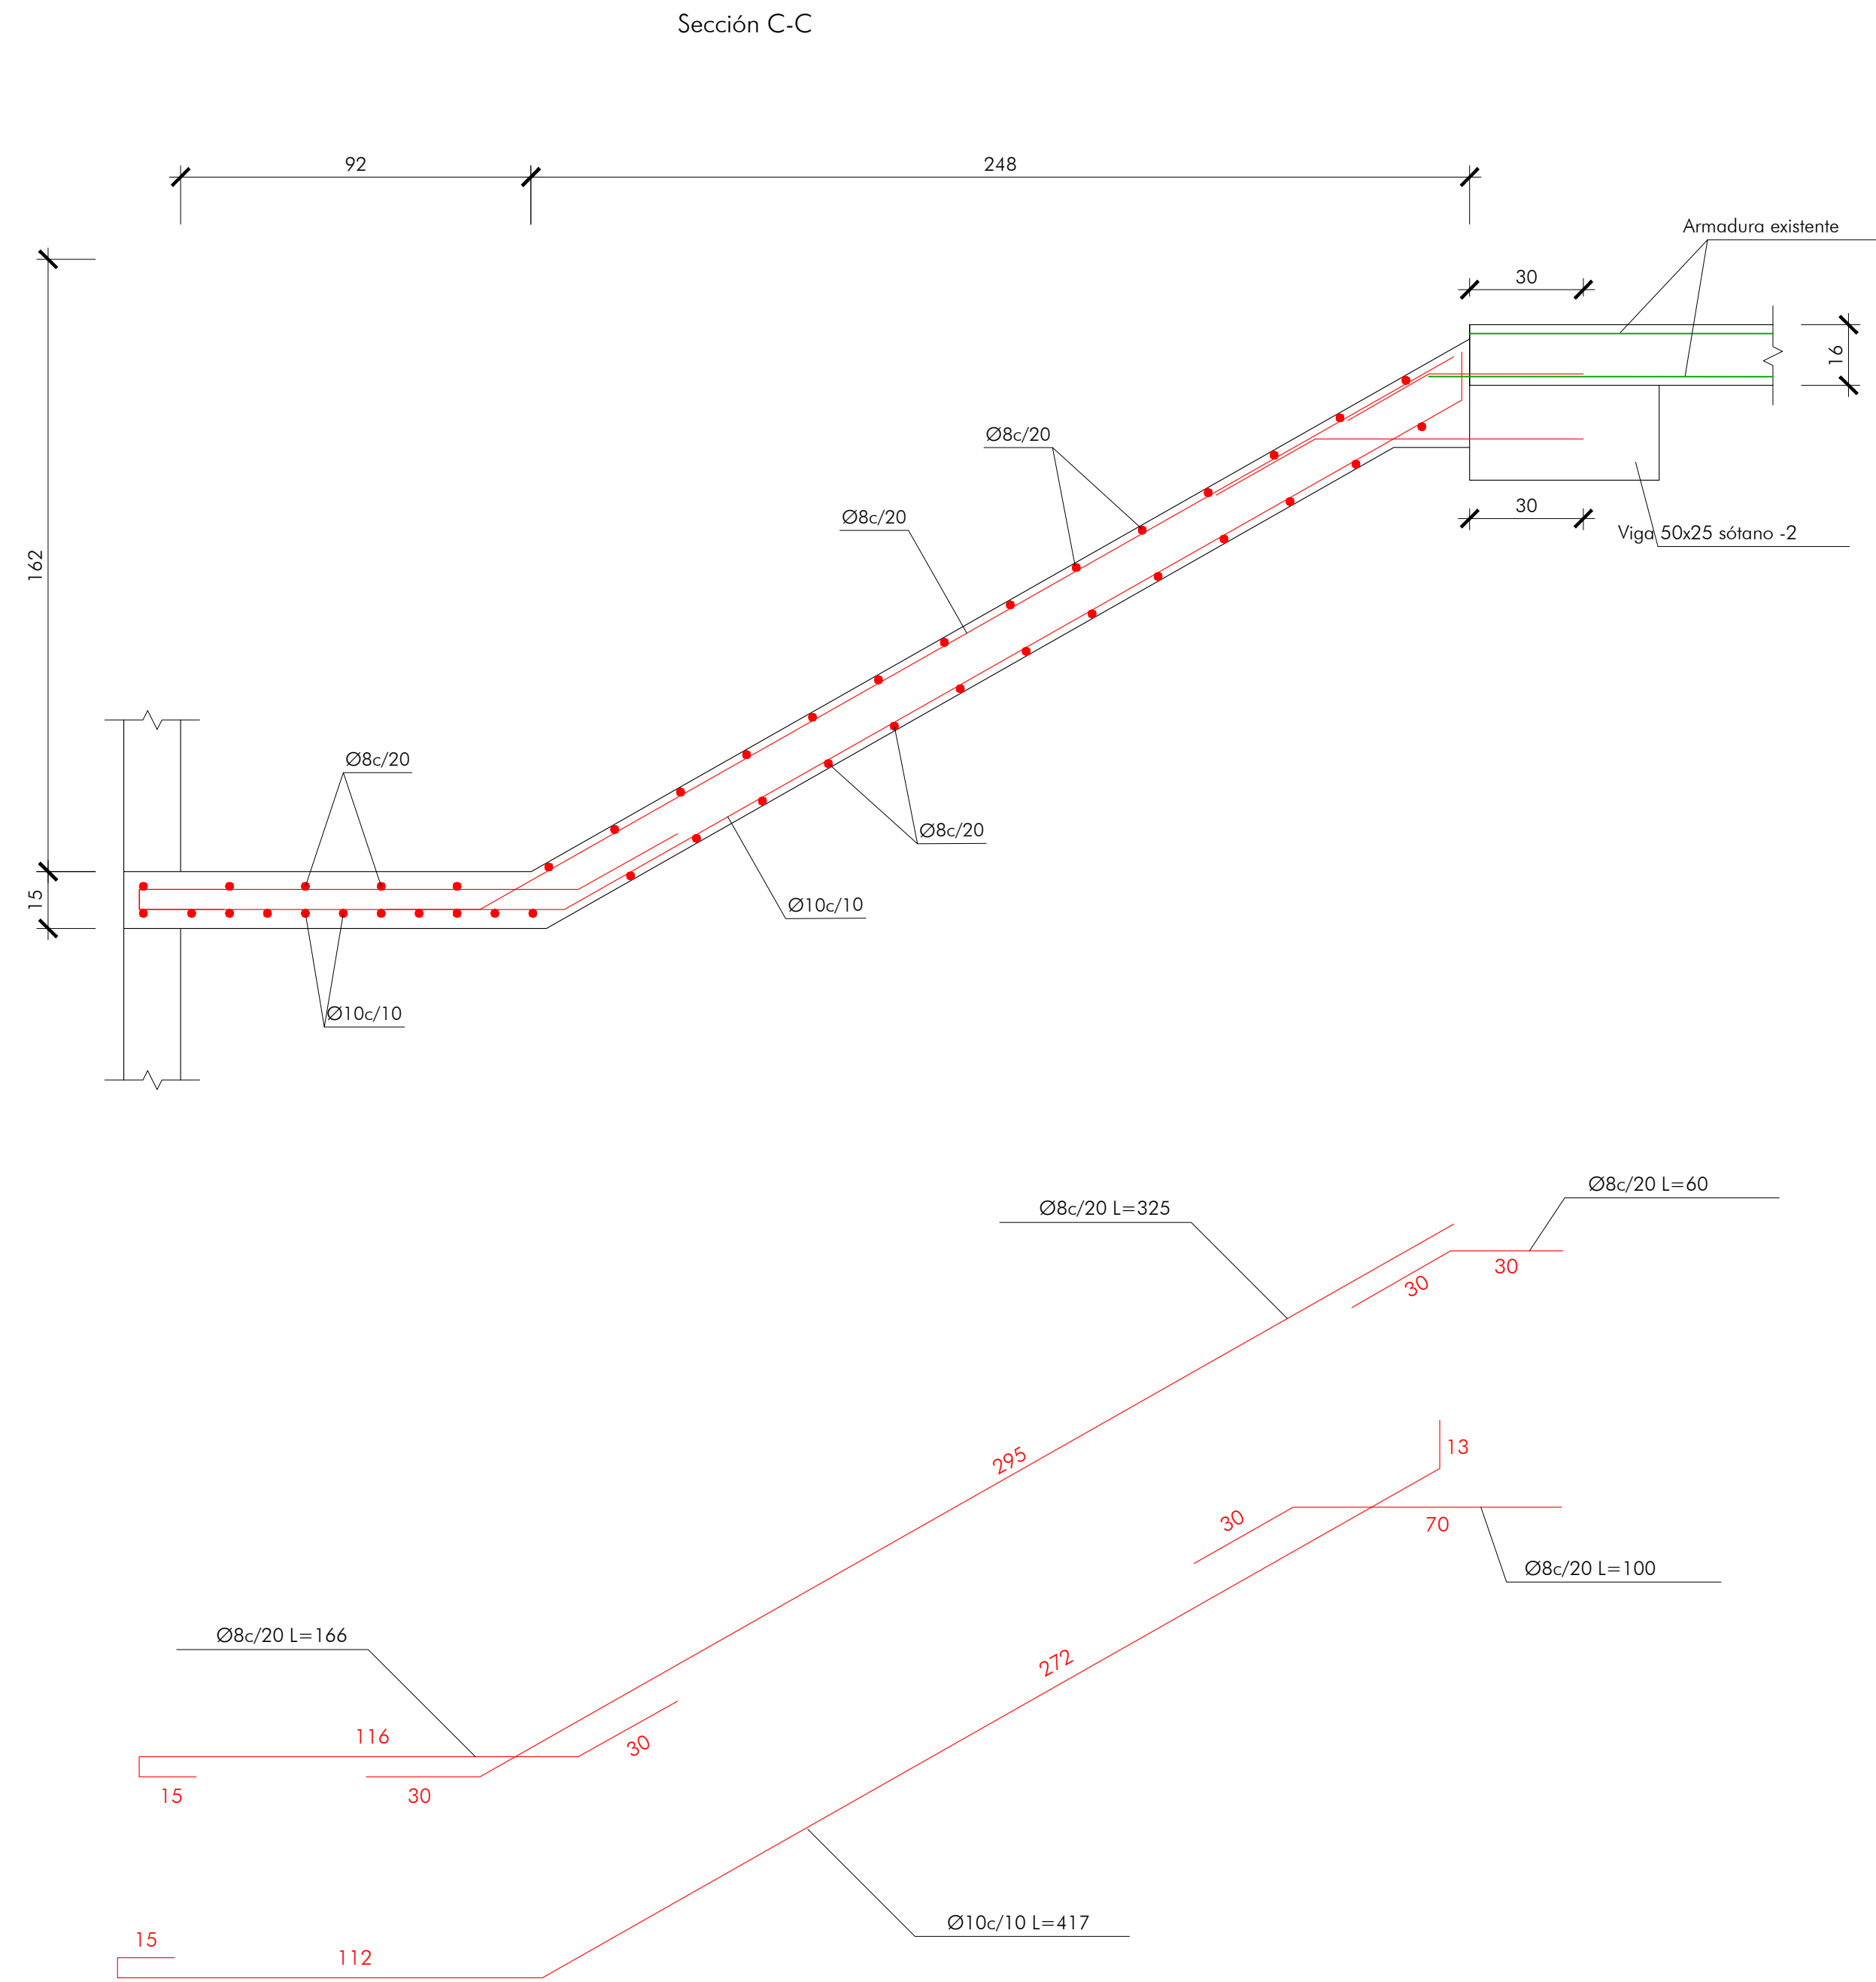 Sección C-C
92
248
Armadura existente
30
16
Ø8c/20
Ø8c/20
30
Viga 50x25 sótano -2
162
Ø8c/20
Ø8c/20
15
Ø10c/10
Ø10c/10
Ø8c/20 L=60
Ø8c/20 L=325
30
30
295
13
30
70
Ø8c/20 L=100
Ø8c/20 L=166
272
116
30
15
30
Ø10c/10 L=417
15
112